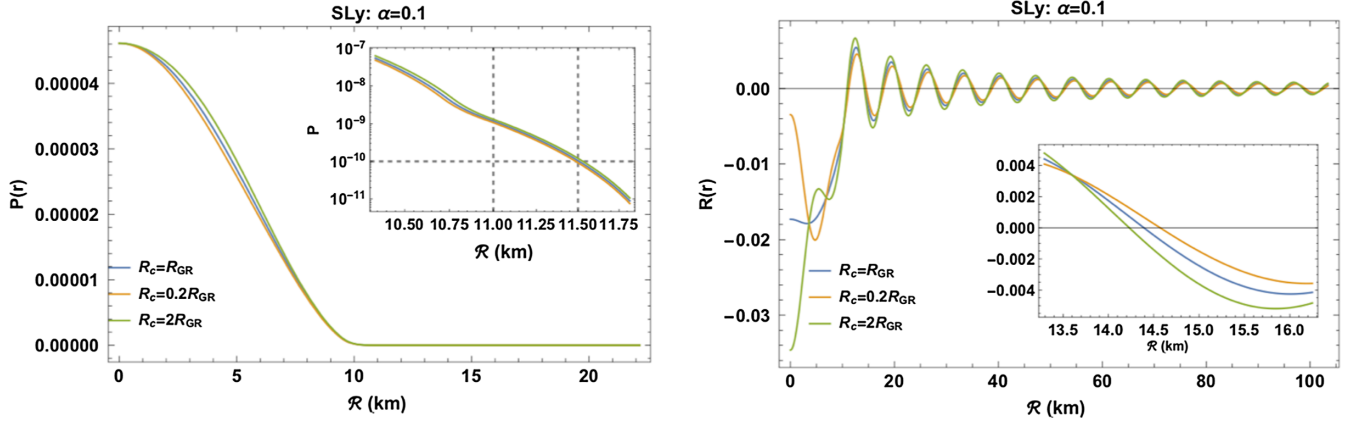 SLy: α=0.1
P(r)
0.00004
0.00003
0.00002
0.00001
0.00000
0 5 10 15 20
ℛ (km)
R_c=R_GR
R_c=0.2R_GR
R_c=2R_GR
P
10^-7
10^-8
10^-9
10^-10
10^-11
10.50 10.75 11.00 11.25 11.50 11.75
ℛ (km)
SLy: α=0.1
R(r)
0.00
-0.01
-0.02
-0.03
0 20 40 60 80 100
ℛ (km)
R_c=R_GR
R_c=0.2R_GR
R_c=2R_GR
0.004
0.002
0.000
-0.002
-0.004
13.5 14.0 14.5 15.0 15.5 16.0
ℛ (km)